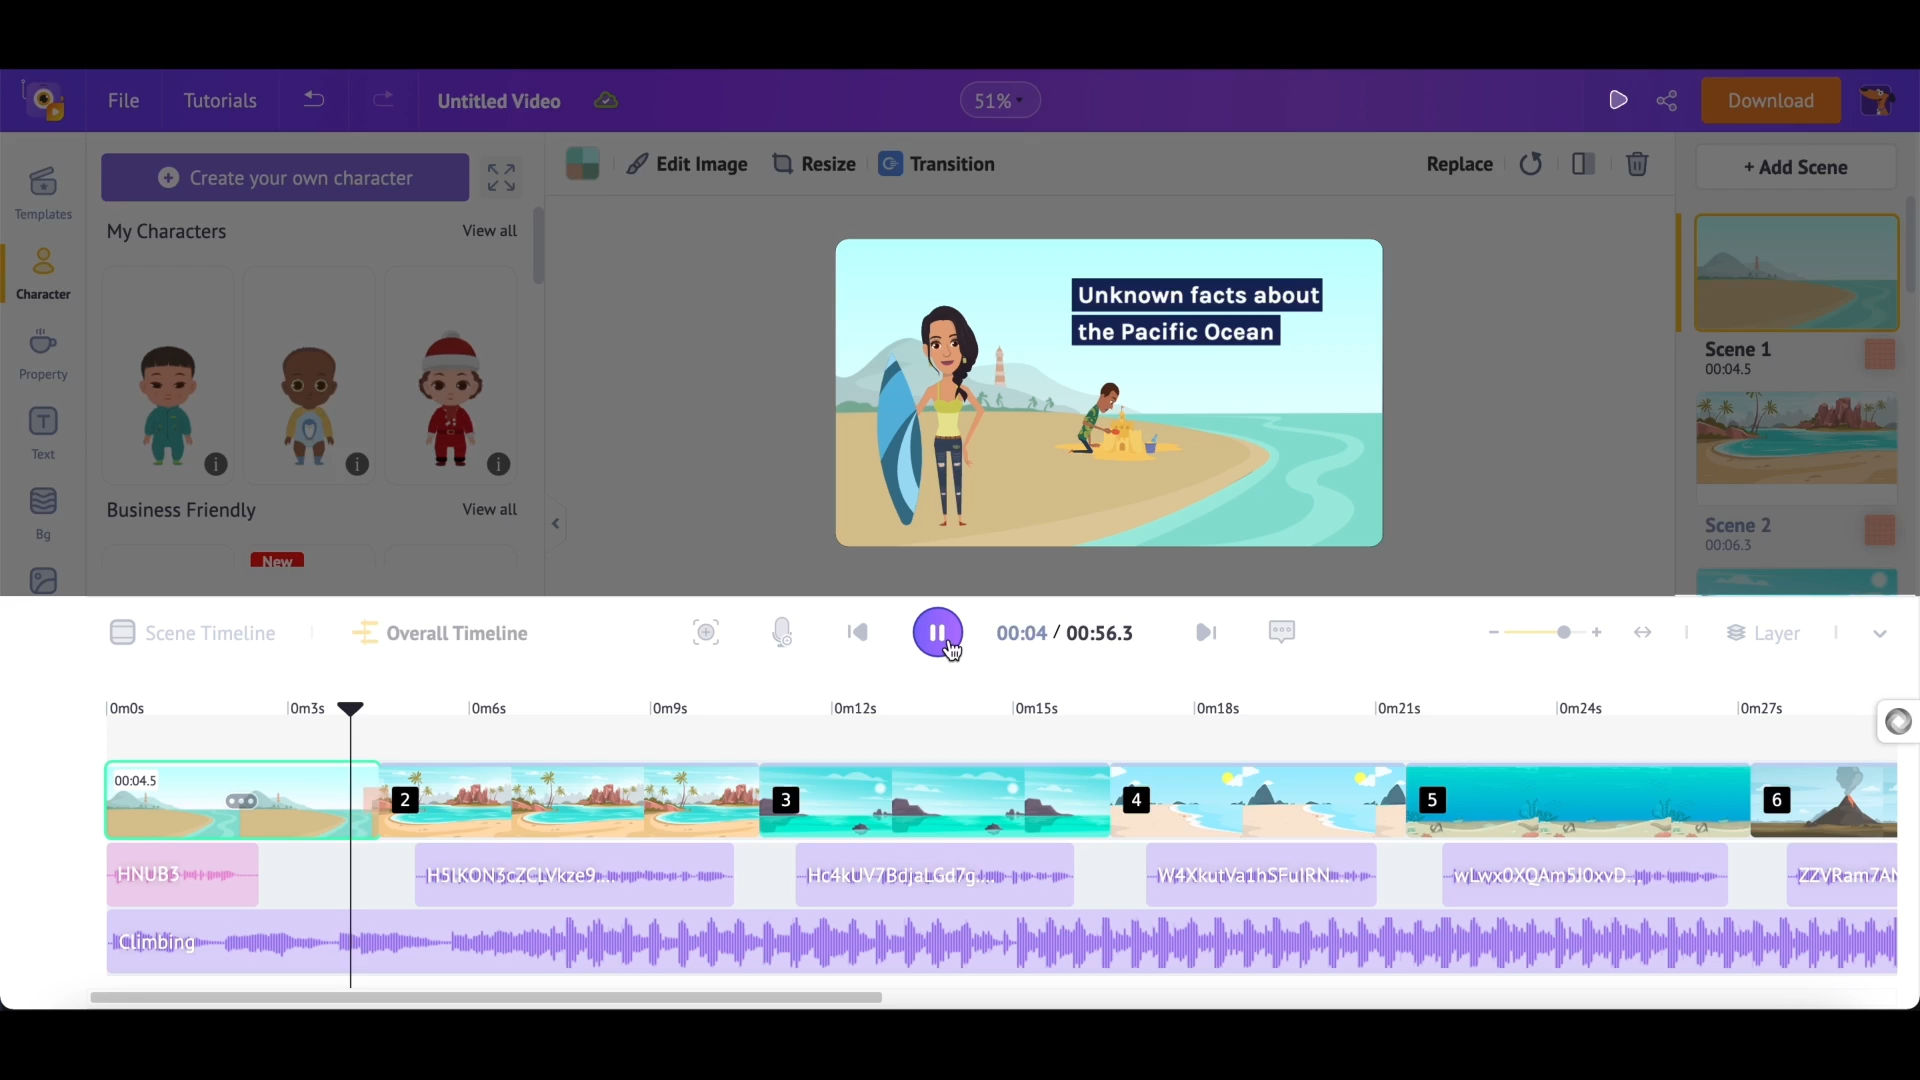 File
Tutorials
Untitled Video
51%
Download
Templates
Character
Property
Text
Bg
Create your own character
My Characters
View all
Business Friendly
View all
New
Edit Image
Resize
Transition
Replace
Unknown facts about
the Pacific Ocean
+ Add Scene
Scene 1
00:04.5
Scene 2
00:06.3
Scene Timeline
Overall Timeline
00:04 / 00:56.3
Layer
0m0s
0m3s
0m6s
0m9s
0m12s
0m15s
0m18s
0m21s
0m24s
0m27s
00:04.5
2
3
4
5
6
HNUB3
Climbing